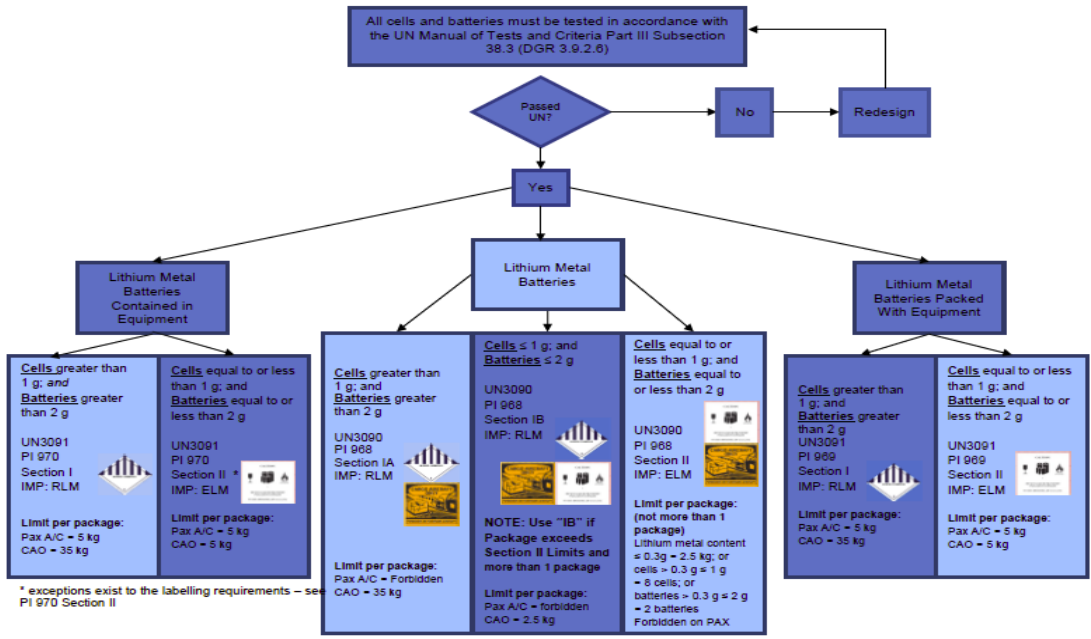 All cells and batteries must be tested in accordance with
the UN Manual of Tests and Criteria Part III Subsection
38.3 (DGR 3.9.2.6)
Passed
UN?
No
Redesign
Yes
Lithium Metal
Batteries
Contained in
Equipment
Lithium Metal
Batteries
Lithium Metal
Batteries Packed
With Equipment
Cells greater than
1 g; and
Batteries greater
than 2 g
UN3091
PI 970
Section I
IMP: RLM
Limit per package:
Pax A/C = 5 kg
CAO = 35 kg
Cells equal to or less
than 1 g; and
Batteries equal to or
less than 2 g
UN3091
PI 970
Section II *
IMP: ELM
Limit per package:
Pax A/C = 5 kg
CAO = 5 kg
* exceptions exist to the labelling requirements – see
PI 970 Section II
Cells greater than
1 g; and
Batteries greater
than 2 g
UN3090
PI 968
Section IA
IMP: RLM
Limit per package:
Pax A/C = Forbidden
CAO = 35 kg
Cells ≤ 1 g; and
Batteries ≤ 2 g
UN3090
PI 968
Section IB
IMP: RLM
NOTE: Use "IB" if
Package exceeds
Section II Limits and
more than 1 package
Limit per package:
Pax A/C = forbidden
CAO = 2.5 kg
Cells equal to or
less than 1 g; and
Batteries equal to
or less than 2 g
UN3090
PI 968
Section II
IMP: ELM
Limit per package:
(not more than 1
package)
Lithium metal content
≤ 0.3g = 2.5 kg; or
cells > 0.3 g ≤ 1 g
= 8 cells; or
batteries > 0.3 g ≤ 2 g
= 2 batteries
Forbidden on PAX
Cells greater than
1 g; and
Batteries greater
than 2 g
UN3091
PI 969
Section I
IMP: RLM
Limit per package:
Pax A/C = 5 kg
CAO = 35 kg
Cells equal to or less
than 1 g; and
Batteries equal to or
less than 2 g
UN3091
PI 969
Section II
IMP: ELM
Limit per package:
Pax A/C = 5 kg
CAO = 5 kg